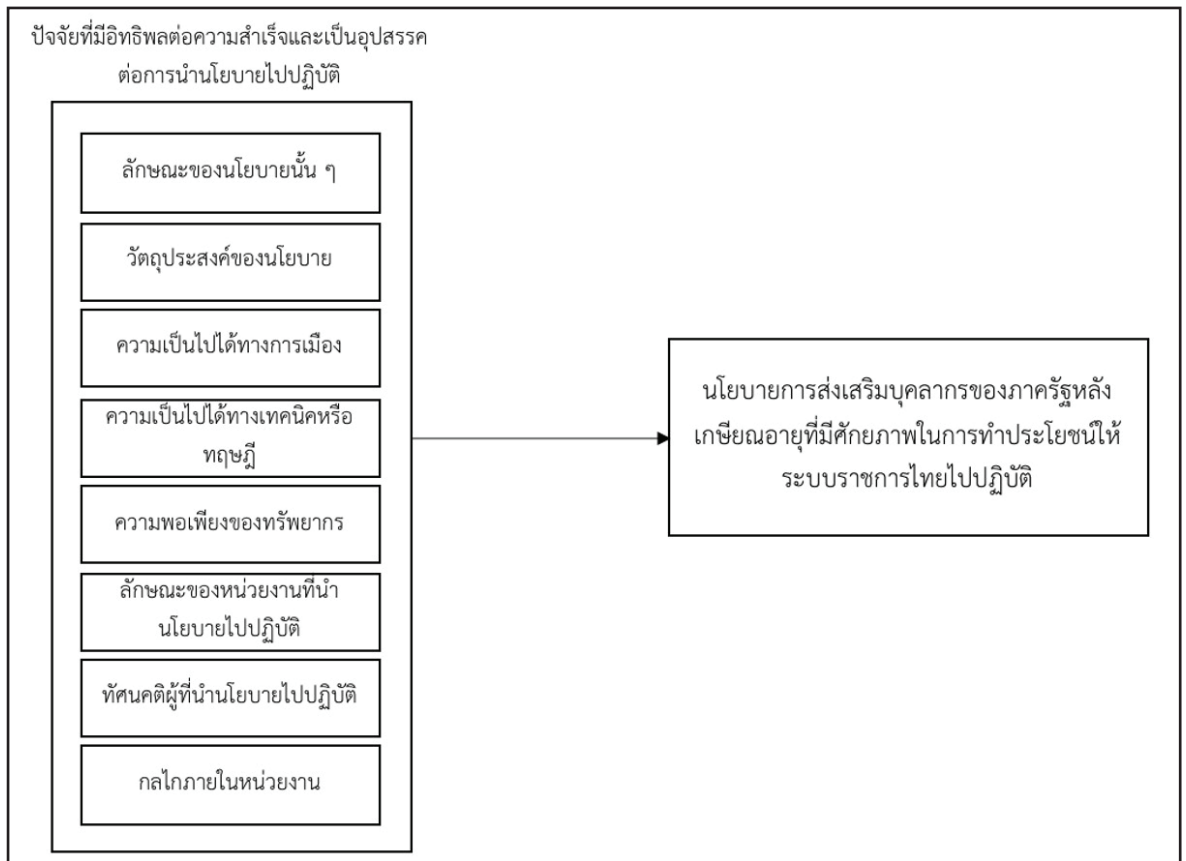 ปัจจัยที่มีอิทธิพลต่อความสำเร็จและเป็นอุปสรรค
ต่อการนำนโยบายไปปฏิบัติ
ลักษณะของนโยบายนั้น ๆ
วัตถุประสงค์ของนโยบาย
ความเป็นไปได้ทางการเมือง
ความเป็นไปได้ทางเทคนิคหรือ
ทฤษฎี
ความพอเพียงของทรัพยากร
ลักษณะของหน่วยงานที่นำ
นโยบายไปปฏิบัติ
ทัศนคติผู้ที่นำนโยบายไปปฏิบัติ
กลไกภายในหน่วยงาน
นโยบายการส่งเสริมบุคลากรของภาครัฐหลัง
เกษียณอายุที่มีศักยภาพในการทำประโยชน์ให้
ระบบราชการไทยไปปฏิบัติ